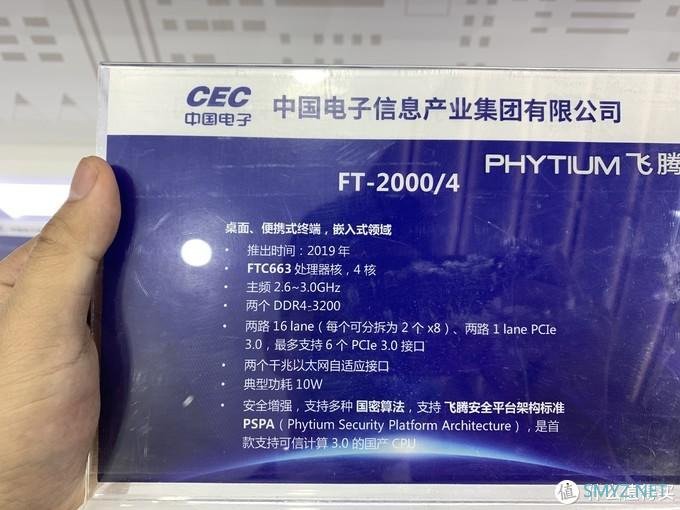 CEC
中国电子
中国电子信息产业集团有限公司
PHYTIUM 飞腾
FT-2000/4
桌面、便携式终端，嵌入式领域
• 推出时间：2019 年
• FTC663 处理器核，4 核
• 主频 2.6~3.0GHz
• 两个 DDR4-3200
• 两路 16 lane（每个可分拆为 2 个 x8）、两路 1 lane PCIe
3.0，最多支持 6 个 PCIe 3.0 接口
• 两个千兆以太网自适应接口
• 典型功耗 10W
• 安全增强，支持多种 国密算法，支持 飞腾安全平台架构标准
PSPA（Phytium Security Platform Architecture），是首
款支持可信计算 3.0 的国产 CPU
值
SMYZ.NET